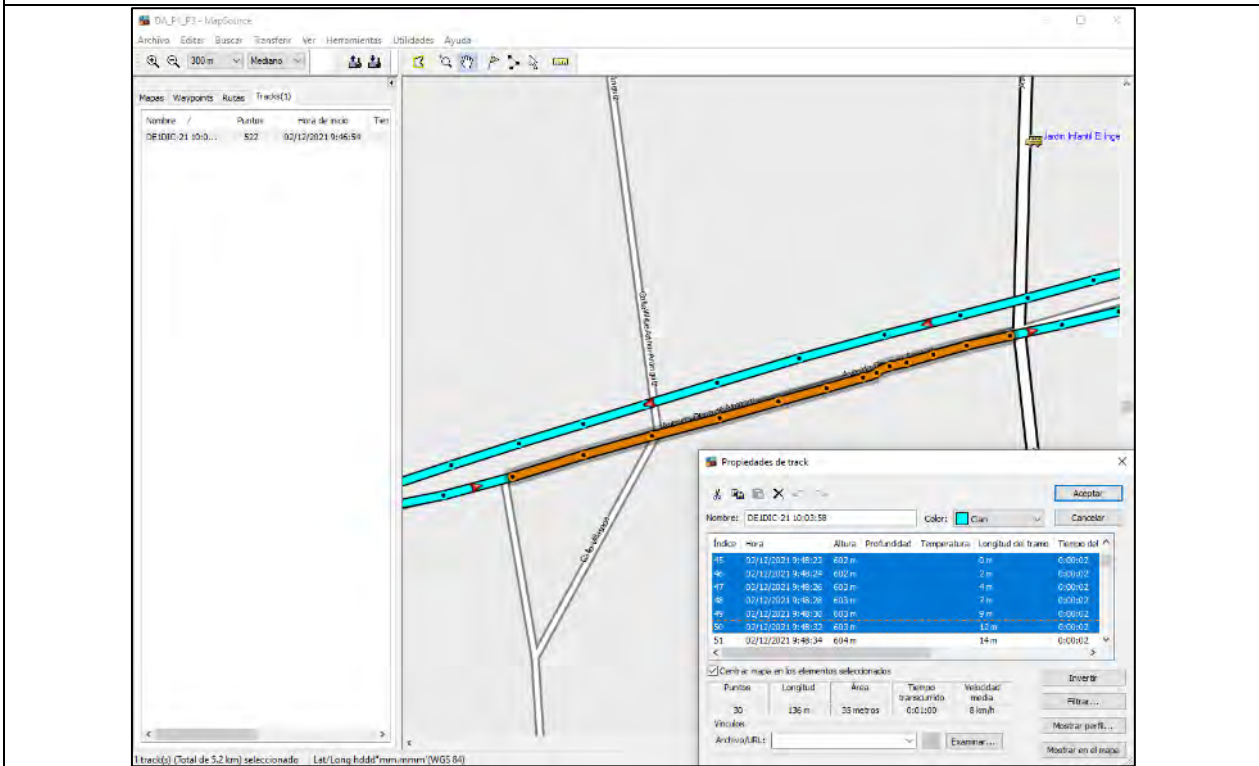 DA_P1_P3 - MapSource
Archivo Editar Buscar Transferir Ver Herramientas Utilidades Ayuda
300 m Mediano
Mapas Waypoints Rutas Tracks(1)
Nombre / Puntos Hora de inicio
DE1DIC-21 10:0... 522 02/12/2021 9:46:54
Jardín Infantil El Inge
Calle Villaseca
Propiedades de track
Aceptar
Nombre: DE1DIC-21 10:03:58 Color: Cian Cancelar
Índice Hora Altura Profundidad Temperatura Longitud del tramo Tiempo del
45 02/12/2021 9:48:22 602 m 0 m 0:00:02
46 02/12/2021 9:48:24 602 m 2 m 0:00:02
47 02/12/2021 9:48:26 603 m 4 m 0:00:02
48 02/12/2021 9:48:28 603 m 7 m 0:00:02
49 02/12/2021 9:48:30 603 m 9 m 0:00:02
50 02/12/2021 9:48:32 603 m 12 m 0:00:02
51 02/12/2021 9:48:34 604 m 14 m 0:00:02
Centrar mapa en los elementos seleccionados
Invertir
Puntos Longitud Área Tiempo transcurrido Velocidad media
30 136 m 35 metros 0:01:00 8 km/h
Filtrar...
Vínculos
Mostrar perfil...
Archivo/URL: Examinar...
Mostrar en el mapa
1 track(s) (Total de 5.2 km) seleccionado Lat/Long hddd°mm.mmm'(WGS 84)